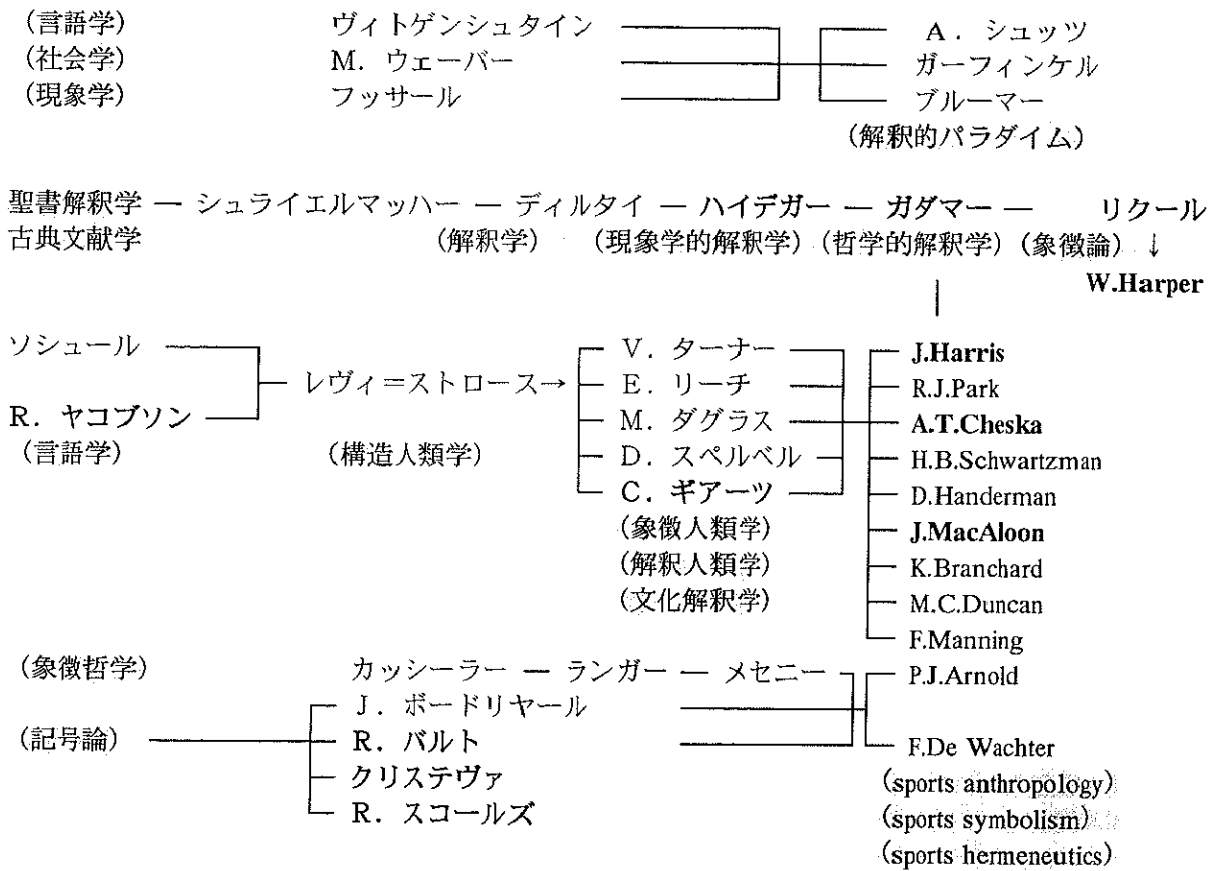 (言語学) ヴィトゲンシュタイン A. シュッツ
(社会学) M. ウェーバー ガーフィンケル
(現象学) フッサール ブルーマー
(解釈的パラダイム)
聖書解釈学 ― シュライエルマッハー ― ディルタイ ― ハイデガー ― ガダマー ― リクール
古典文献学 (解釈学) (現象学的解釈学) (哲学的解釈学) (象徴論) ↓
W.Harper
ソシュール レヴィ=ストロース→ V. ターナー J.Harris
E. リーチ R.J.Park
R. ヤコブソン M. ダグラス A.T.Cheska
(言語学) (構造人類学) D. スペルベル H.B.Schwartzman
C. ギアーツ D.Handerman
(象徴人類学) J.MacAloon
(解釈人類学) K.Branchard
(文化解釈学) M.C.Duncan
F.Manning
(象徴哲学) カッシーラー ― ランガー ― メセニー P.J.Arnold
J. ボードリヤール
(記号論) R. バルト F.De Wachter
クリステヴァ (sports anthropology)
R. スコールズ (sports symbolism)
(sports hermeneutics)